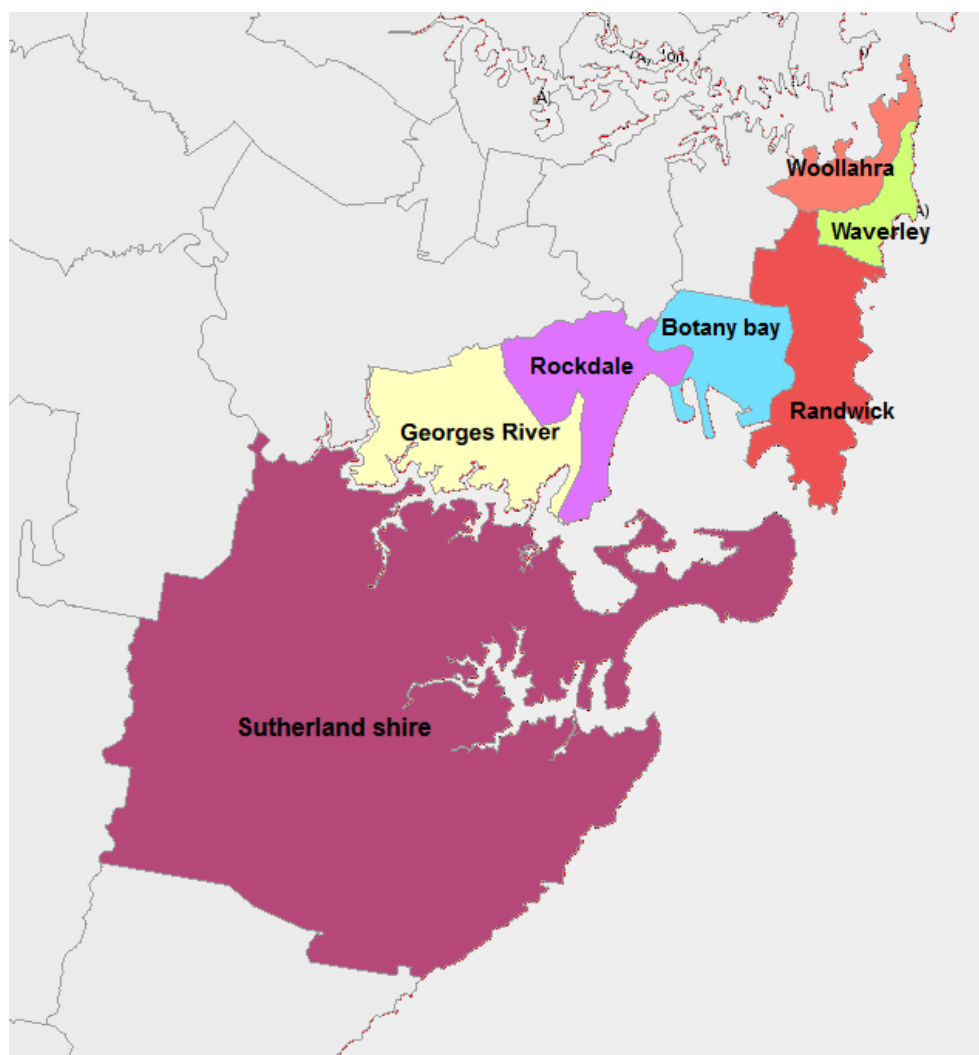 A)
Woollahra
A)
Waverley
Botany bay
Rockdale
Randwick
Georges River
Sutherland shire